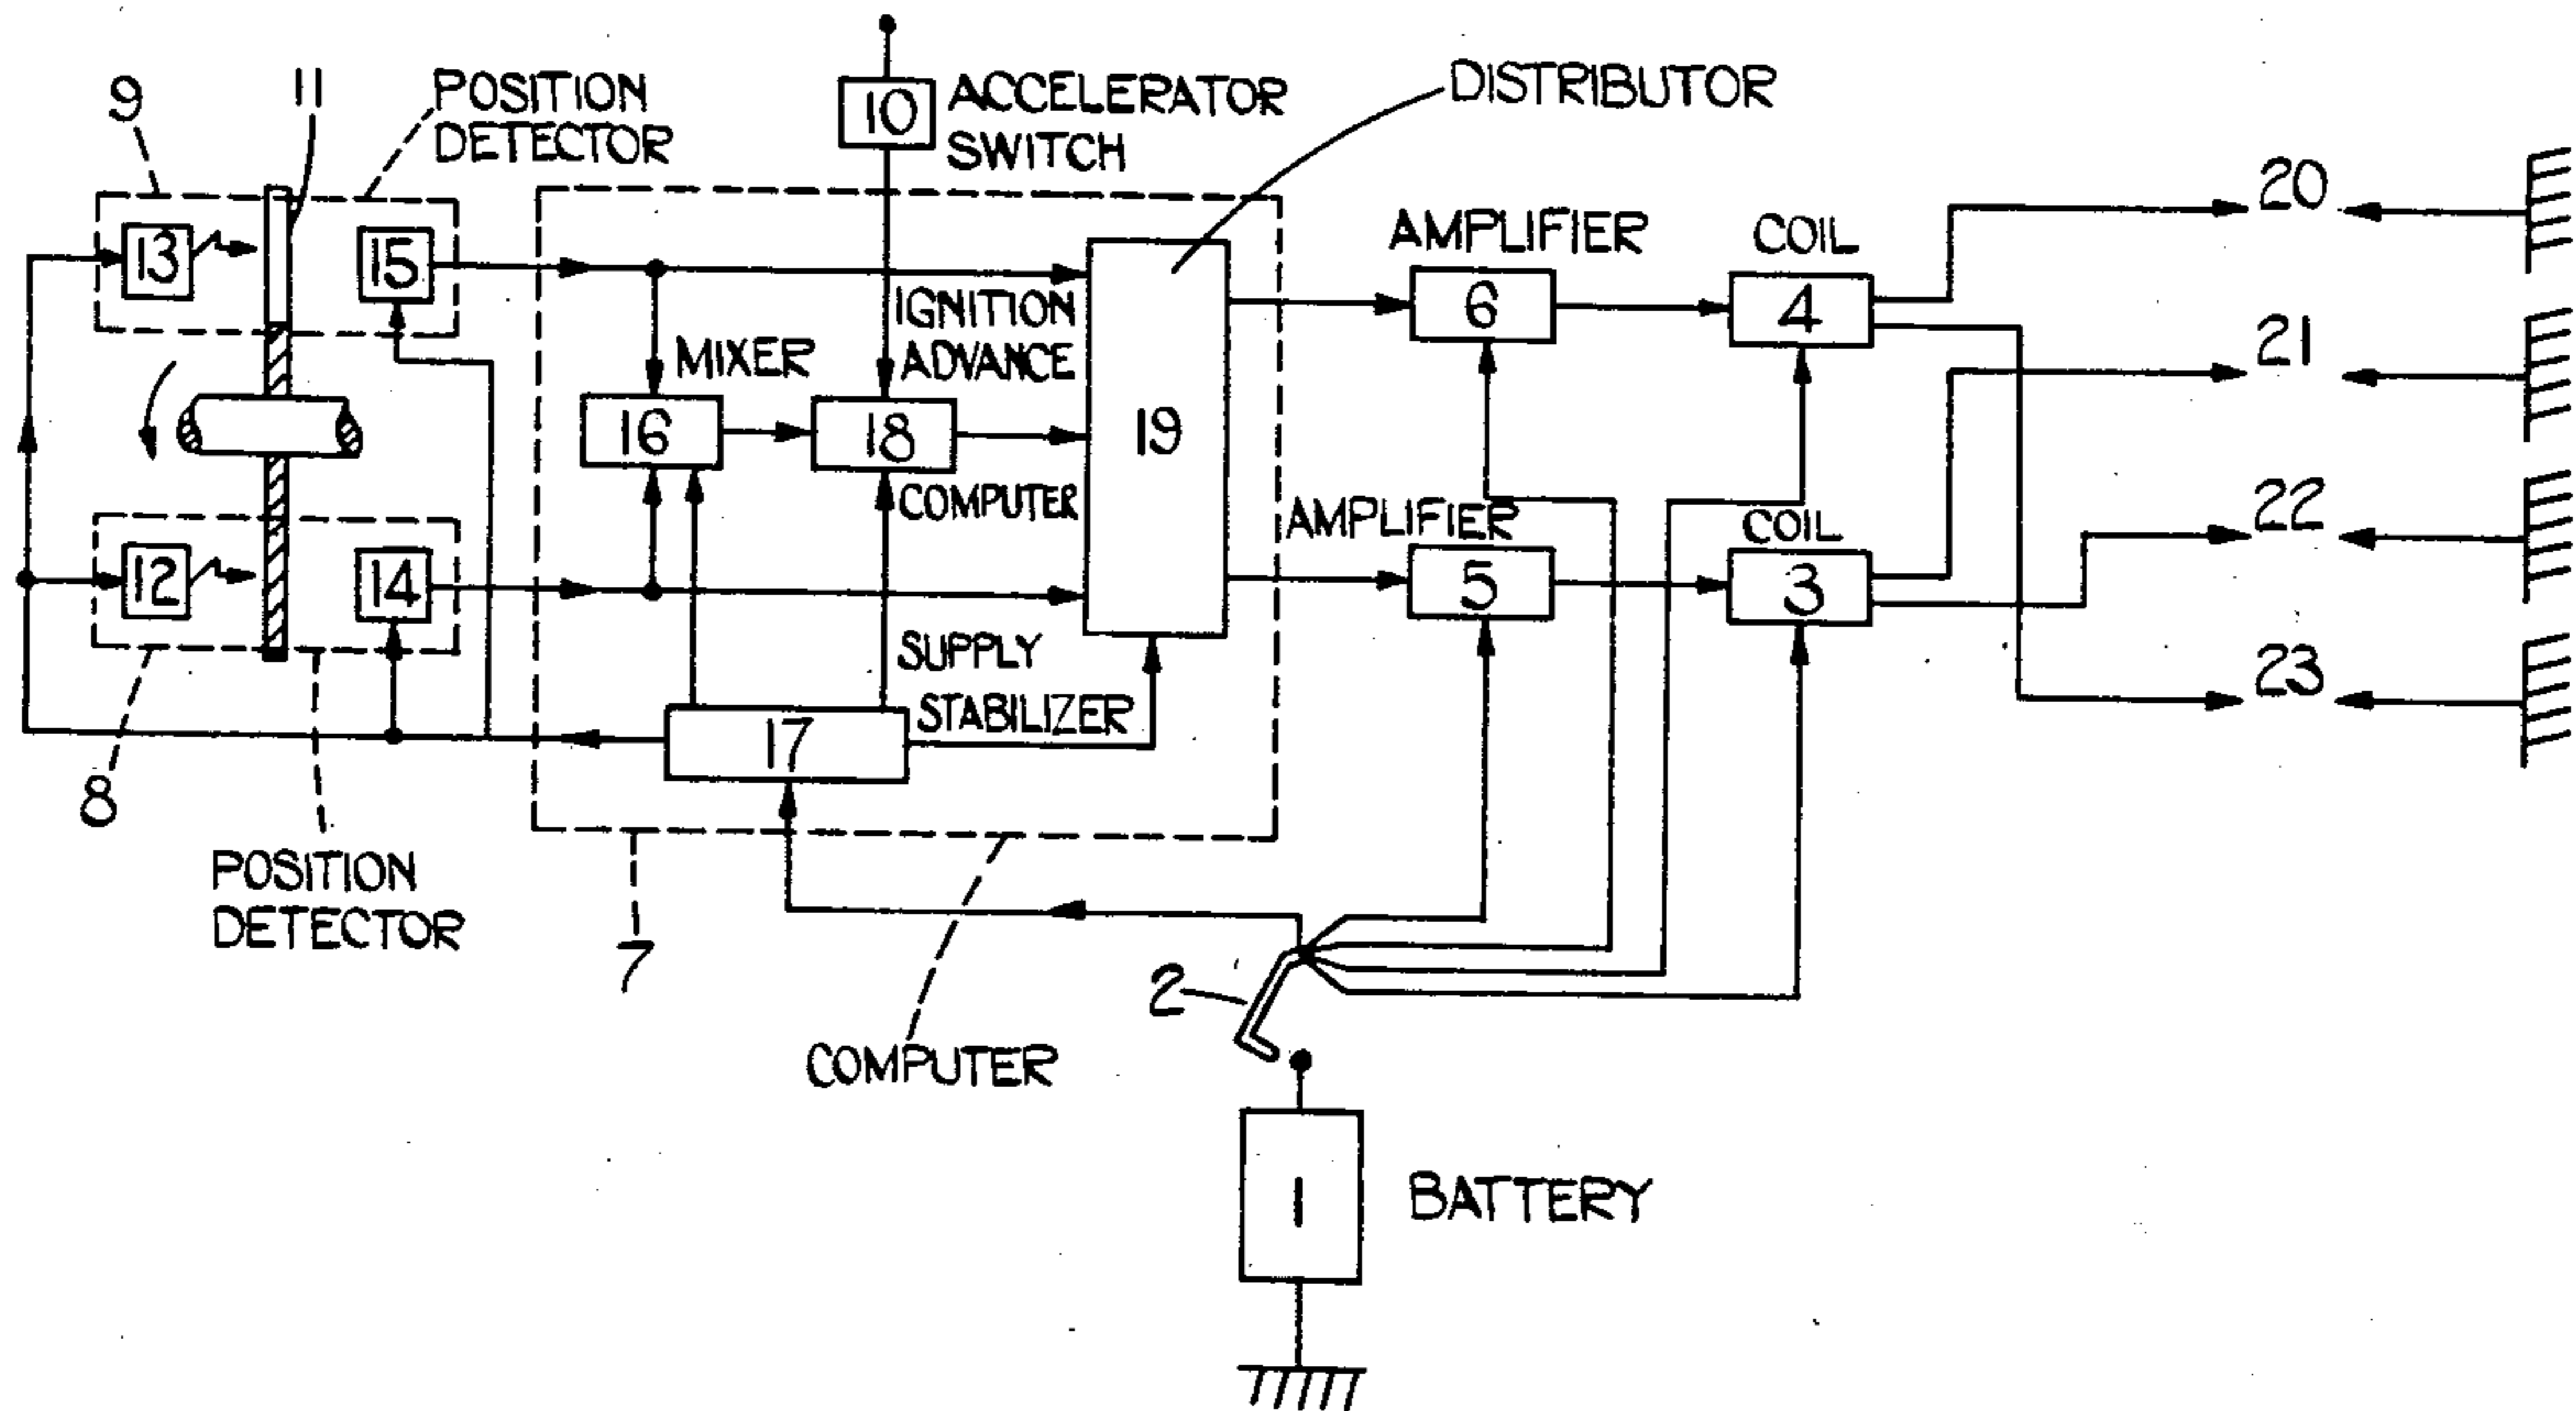 9
11
POSITION
DETECTOR
10
ACCELERATOR
SWITCH
DISTRIBUTOR
13
15
20
AMPLIFIER
COIL
6
4
IGNITION
ADVANCE
MIXER
21
16
18
19
COMPUTER
22
AMPLIFIER
COIL
12
14
5
3
SUPPLY
STABILIZER
17
23
8
POSITION
DETECTOR
7
2
COMPUTER
1
BATTERY